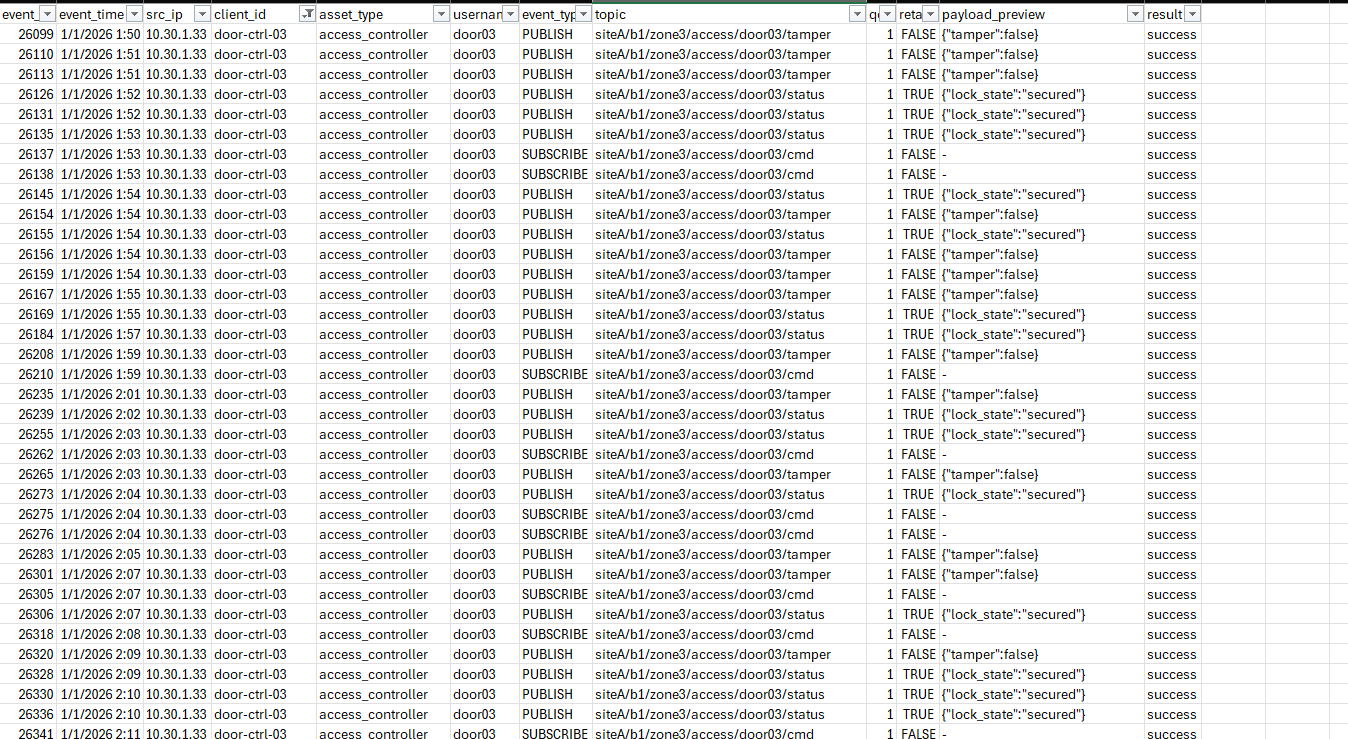 event_ event_time src_ip client_id asset_type usernan event_typ topic qo reta payload_preview result
26099 1/1/2026 1:50 10.30.1.33 door-ctrl-03 access_controller door03 PUBLISH siteA/b1/zone3/access/door03/tamper 1 FALSE {"tamper":false} success
26110 1/1/2026 1:51 10.30.1.33 door-ctrl-03 access_controller door03 PUBLISH siteA/b1/zone3/access/door03/tamper 1 FALSE {"tamper":false} success
26113 1/1/2026 1:51 10.30.1.33 door-ctrl-03 access_controller door03 PUBLISH siteA/b1/zone3/access/door03/tamper 1 FALSE {"tamper":false} success
26126 1/1/2026 1:52 10.30.1.33 door-ctrl-03 access_controller door03 PUBLISH siteA/b1/zone3/access/door03/status 1 TRUE {"lock_state":"secured"} success
26131 1/1/2026 1:52 10.30.1.33 door-ctrl-03 access_controller door03 PUBLISH siteA/b1/zone3/access/door03/status 1 TRUE {"lock_state":"secured"} success
26135 1/1/2026 1:53 10.30.1.33 door-ctrl-03 access_controller door03 PUBLISH siteA/b1/zone3/access/door03/status 1 TRUE {"lock_state":"secured"} success
26137 1/1/2026 1:53 10.30.1.33 door-ctrl-03 access_controller door03 SUBSCRIBE siteA/b1/zone3/access/door03/cmd 1 FALSE - success
26138 1/1/2026 1:53 10.30.1.33 door-ctrl-03 access_controller door03 SUBSCRIBE siteA/b1/zone3/access/door03/cmd 1 FALSE - success
26145 1/1/2026 1:54 10.30.1.33 door-ctrl-03 access_controller door03 PUBLISH siteA/b1/zone3/access/door03/status 1 TRUE {"lock_state":"secured"} success
26154 1/1/2026 1:54 10.30.1.33 door-ctrl-03 access_controller door03 PUBLISH siteA/b1/zone3/access/door03/tamper 1 FALSE {"tamper":false} success
26155 1/1/2026 1:54 10.30.1.33 door-ctrl-03 access_controller door03 PUBLISH siteA/b1/zone3/access/door03/status 1 TRUE {"lock_state":"secured"} success
26156 1/1/2026 1:54 10.30.1.33 door-ctrl-03 access_controller door03 PUBLISH siteA/b1/zone3/access/door03/tamper 1 FALSE {"tamper":false} success
26159 1/1/2026 1:54 10.30.1.33 door-ctrl-03 access_controller door03 PUBLISH siteA/b1/zone3/access/door03/tamper 1 FALSE {"tamper":false} success
26167 1/1/2026 1:55 10.30.1.33 door-ctrl-03 access_controller door03 PUBLISH siteA/b1/zone3/access/door03/tamper 1 FALSE {"tamper":false} success
26169 1/1/2026 1:55 10.30.1.33 door-ctrl-03 access_controller door03 PUBLISH siteA/b1/zone3/access/door03/status 1 TRUE {"lock_state":"secured"} success
26184 1/1/2026 1:57 10.30.1.33 door-ctrl-03 access_controller door03 PUBLISH siteA/b1/zone3/access/door03/status 1 TRUE {"lock_state":"secured"} success
26208 1/1/2026 1:59 10.30.1.33 door-ctrl-03 access_controller door03 PUBLISH siteA/b1/zone3/access/door03/tamper 1 FALSE {"tamper":false} success
26210 1/1/2026 1:59 10.30.1.33 door-ctrl-03 access_controller door03 SUBSCRIBE siteA/b1/zone3/access/door03/cmd 1 FALSE - success
26235 1/1/2026 2:01 10.30.1.33 door-ctrl-03 access_controller door03 PUBLISH siteA/b1/zone3/access/door03/tamper 1 FALSE {"tamper":false} success
26239 1/1/2026 2:02 10.30.1.33 door-ctrl-03 access_controller door03 PUBLISH siteA/b1/zone3/access/door03/status 1 TRUE {"lock_state":"secured"} success
26255 1/1/2026 2:03 10.30.1.33 door-ctrl-03 access_controller door03 PUBLISH siteA/b1/zone3/access/door03/status 1 TRUE {"lock_state":"secured"} success
26262 1/1/2026 2:03 10.30.1.33 door-ctrl-03 access_controller door03 SUBSCRIBE siteA/b1/zone3/access/door03/cmd 1 FALSE - success
26265 1/1/2026 2:03 10.30.1.33 door-ctrl-03 access_controller door03 PUBLISH siteA/b1/zone3/access/door03/tamper 1 FALSE {"tamper":false} success
26273 1/1/2026 2:04 10.30.1.33 door-ctrl-03 access_controller door03 PUBLISH siteA/b1/zone3/access/door03/status 1 TRUE {"lock_state":"secured"} success
26275 1/1/2026 2:04 10.30.1.33 door-ctrl-03 access_controller door03 SUBSCRIBE siteA/b1/zone3/access/door03/cmd 1 FALSE - success
26276 1/1/2026 2:04 10.30.1.33 door-ctrl-03 access_controller door03 SUBSCRIBE siteA/b1/zone3/access/door03/cmd 1 FALSE - success
26283 1/1/2026 2:05 10.30.1.33 door-ctrl-03 access_controller door03 PUBLISH siteA/b1/zone3/access/door03/tamper 1 FALSE {"tamper":false} success
26301 1/1/2026 2:07 10.30.1.33 door-ctrl-03 access_controller door03 PUBLISH siteA/b1/zone3/access/door03/tamper 1 FALSE {"tamper":false} success
26305 1/1/2026 2:07 10.30.1.33 door-ctrl-03 access_controller door03 SUBSCRIBE siteA/b1/zone3/access/door03/cmd 1 FALSE - success
26306 1/1/2026 2:07 10.30.1.33 door-ctrl-03 access_controller door03 PUBLISH siteA/b1/zone3/access/door03/status 1 TRUE {"lock_state":"secured"} success
26318 1/1/2026 2:08 10.30.1.33 door-ctrl-03 access_controller door03 SUBSCRIBE siteA/b1/zone3/access/door03/cmd 1 FALSE - success
26320 1/1/2026 2:09 10.30.1.33 door-ctrl-03 access_controller door03 PUBLISH siteA/b1/zone3/access/door03/tamper 1 FALSE {"tamper":false} success
26328 1/1/2026 2:09 10.30.1.33 door-ctrl-03 access_controller door03 PUBLISH siteA/b1/zone3/access/door03/status 1 TRUE {"lock_state":"secured"} success
26330 1/1/2026 2:10 10.30.1.33 door-ctrl-03 access_controller door03 PUBLISH siteA/b1/zone3/access/door03/status 1 TRUE {"lock_state":"secured"} success
26336 1/1/2026 2:10 10.30.1.33 door-ctrl-03 access_controller door03 PUBLISH siteA/b1/zone3/access/door03/status 1 TRUE {"lock_state":"secured"} success
26341 1/1/2026 2:11 10.30.1.33 door-ctrl-03 access_controller door03 SUBSCRIBE siteA/b1/zone3/access/door03/cmd 1 FALSE - success